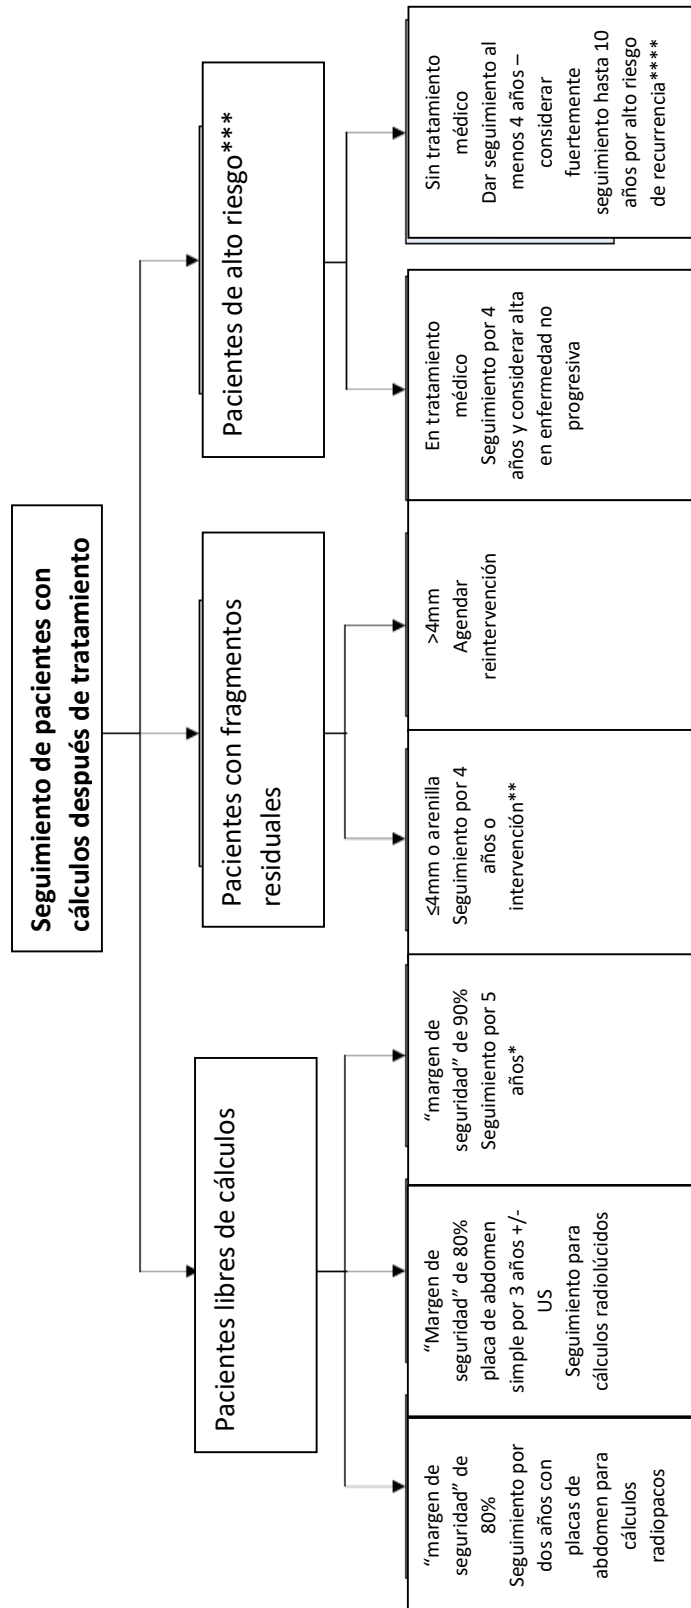 Seguimiento de pacientes con
cálculos después de tratamiento
Pacientes libres de cálculos
Pacientes con fragmentos
residuales
Pacientes de alto riesgo***
“margen de
seguridad” de
80%
Seguimiento por
dos años con
placas de
abdomen para
cálculos
radiopacos
“Margen de
seguridad” de 80%
placa de abdomen
simple por 3 años +/-
US
Seguimiento para
cálculos radiolúcidos
“margen de
seguridad” de 90%
Seguimiento por 5
años*
≤4mm o arenilla
Seguimiento por 4
años o
intervención**
>4mm
Agendar
reintervención
En tratamiento
médico
Seguimiento por 4
años y considerar alta
en enfermedad no
progresiva
Sin tratamiento
médico
Dar seguimiento al
menos 4 años –
considerar
fuertemente
seguimiento hasta 10
años por alto riesgo
de recurrencia****